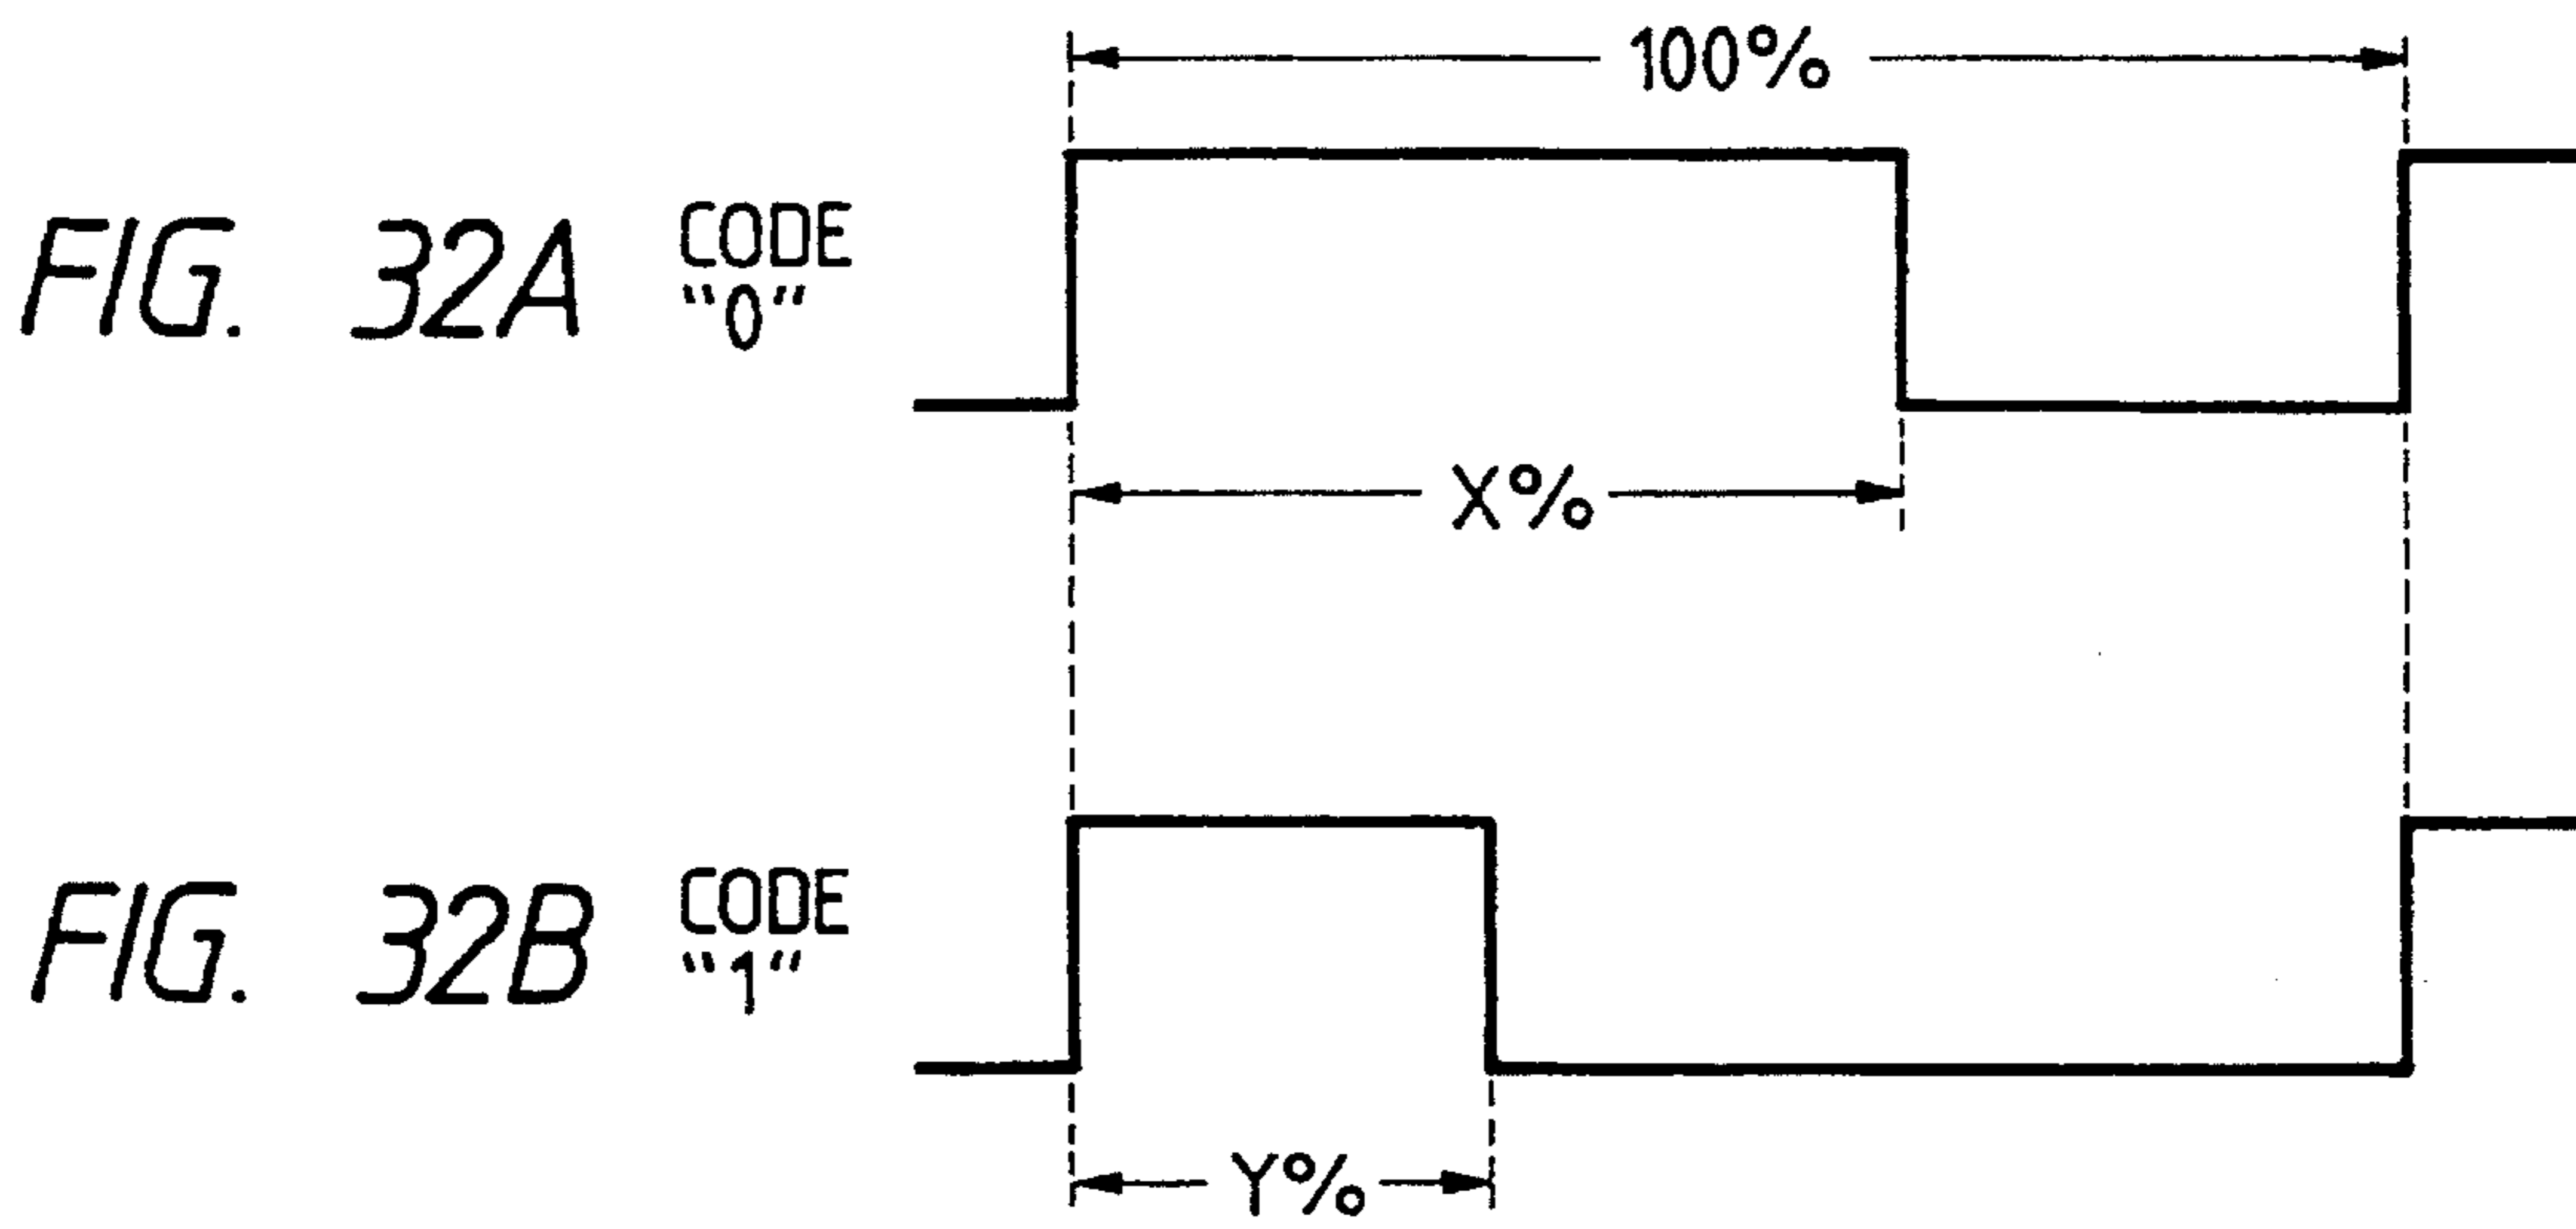 100%
FIG. 32A
CODE
"0"
X%
FIG. 32B
CODE
"1"
Y%